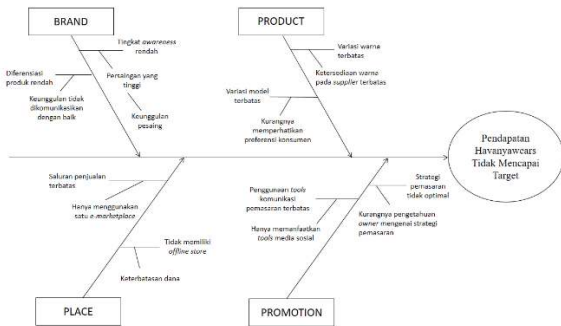 BRAND
PRODUCT
Tingkat awareness
rendah
Diferensiasi
produk rendah
Persaingan yang
tinggi
Keunggulan tidak
dikomunikasikan
dengan baik
Keunggulan
pesaing
Variasi warna
terbatas
Ketersediaan warna
pada supplier terbatas
Variasi model
terbatas
Kurangnya
memperhatikan
preferensi konsumen
Pendapatan
Havanyawears
Tidak Mencapai
Target
Saluran penjualan
terbatas
Hanya menggunakan
satu e-marketplace
Tidak memiliki
offline store
Keterbatasan dana
Strategi
pemasaran
tidak optimal
Penggunaan tools
komunikasi
pemasaran terbatas
Kurangnya pengetahuan
owner mengenai strategi
pemasaran
Hanya memanfaatkan
tools media sosial
PLACE
PROMOTION